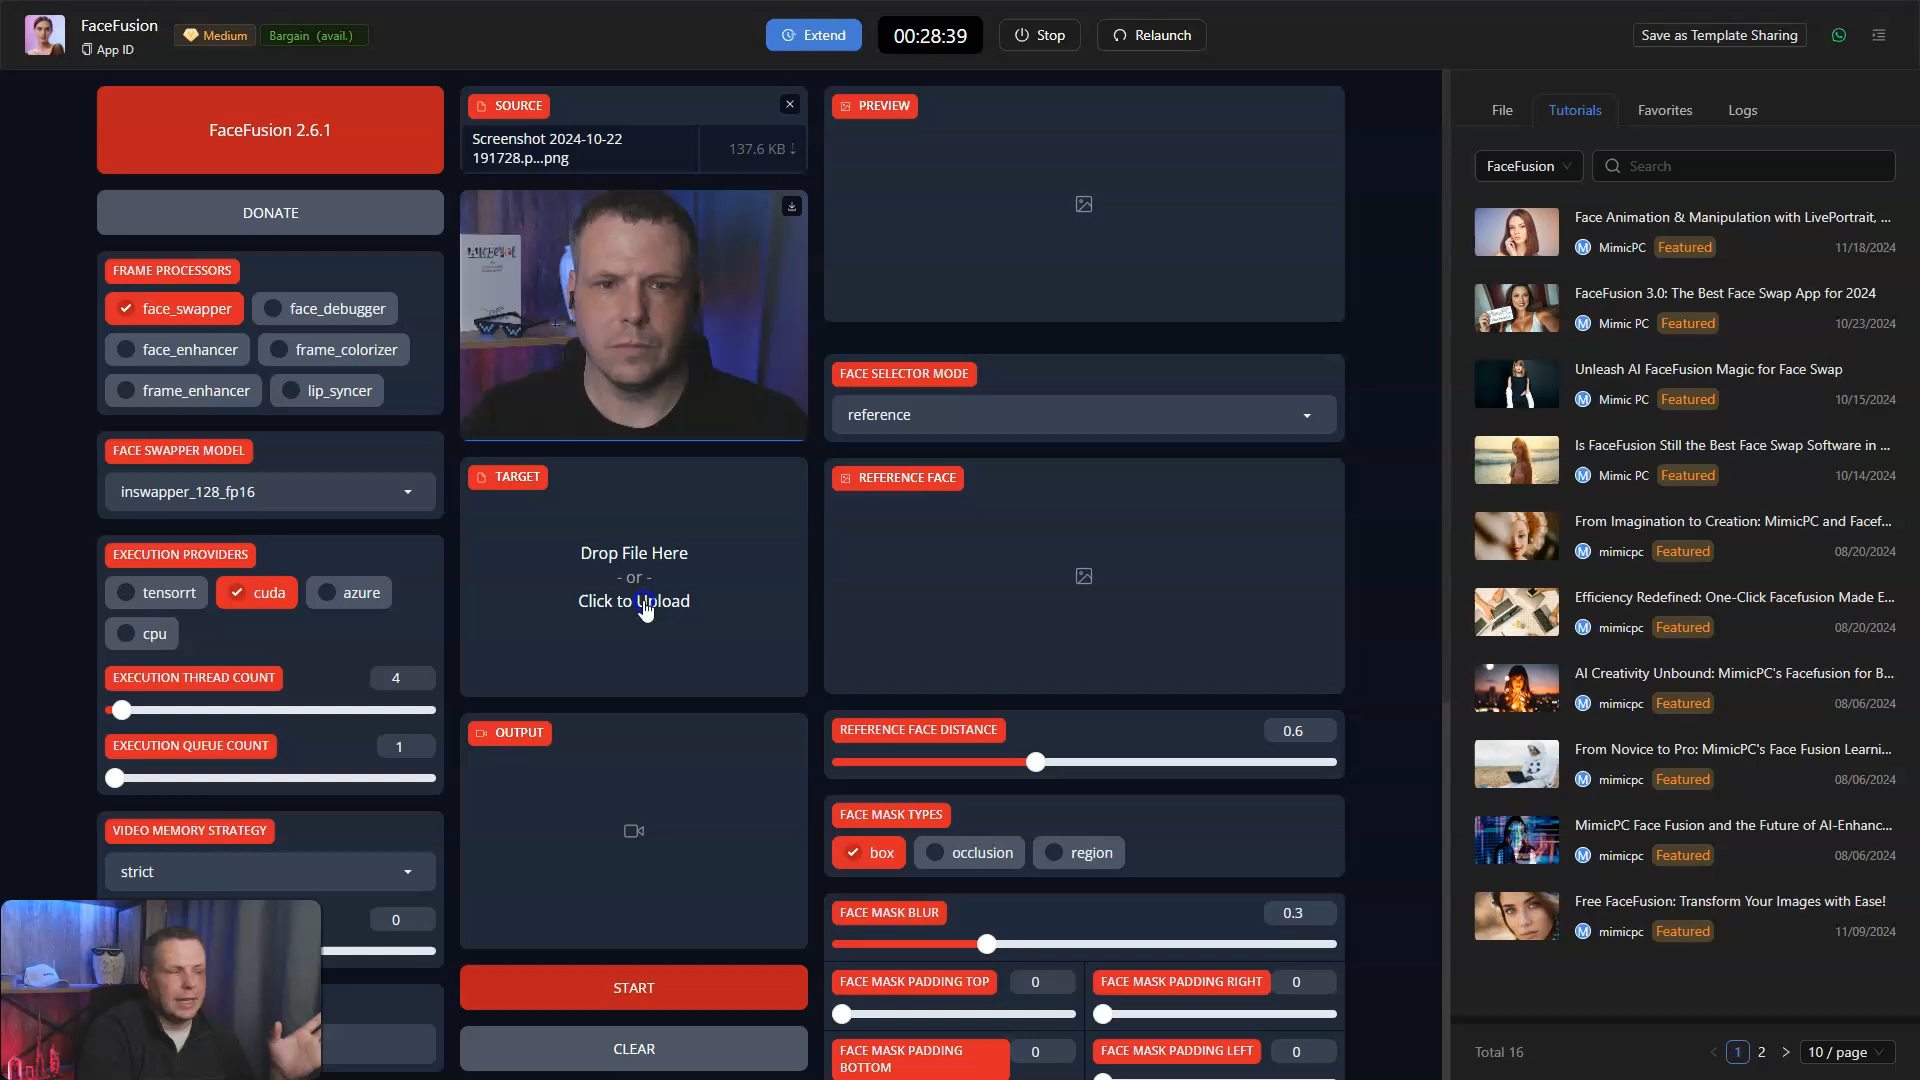 FaceFusion
App ID
Medium
Bargain (avail.)
Extend
00:28:39
Stop
Relaunch
Save as Template Sharing
FaceFusion 2.6.1
DONATE
FRAME PROCESSORS
face_swapper
face_debugger
face_enhancer
frame_colorizer
frame_enhancer
lip_syncer
FACE SWAPPER MODEL
inswapper_128_fp16
EXECUTION PROVIDERS
tensorrt
cuda
azure
cpu
EXECUTION THREAD COUNT
4
EXECUTION QUEUE COUNT
1
VIDEO MEMORY STRATEGY
strict
0
SOURCE
Screenshot 2024-10-22
191728.p...png
137.6 KB ⇣
TARGET
Drop File Here
- or -
Click to Upload
OUTPUT
START
CLEAR
PREVIEW
FACE SELECTOR MODE
reference
REFERENCE FACE
REFERENCE FACE DISTANCE
0.6
FACE MASK TYPES
box
occlusion
region
FACE MASK BLUR
0.3
FACE MASK PADDING TOP
0
FACE MASK PADDING RIGHT
0
FACE MASK PADDING
BOTTOM
0
FACE MASK PADDING LEFT
0
File
Tutorials
Favorites
Logs
FaceFusion
Search
Face Animation & Manipulation with LivePortrait, ...
MimicPC Featured 11/18/2024
FaceFusion 3.0: The Best Face Swap App for 2024
Mimic PC Featured 10/23/2024
Unleash AI FaceFusion Magic for Face Swap
Mimic PC Featured 10/15/2024
Is FaceFusion Still the Best Face Swap Software in ...
Mimic PC Featured 10/14/2024
From Imagination to Creation: MimicPC and Facef...
mimicpc Featured 08/20/2024
Efficiency Redefined: One-Click Facefusion Made E...
mimicpc Featured 08/20/2024
AI Creativity Unbound: MimicPC's Facefusion for B...
mimicpc Featured 08/06/2024
From Novice to Pro: MimicPC's Face Fusion Learni...
mimicpc Featured 08/06/2024
MimicPC Face Fusion and the Future of AI-Enhanc...
mimicpc Featured 08/06/2024
Free FaceFusion: Transform Your Images with Ease!
mimicpc Featured 11/09/2024
Total 16
1
2
10 / page